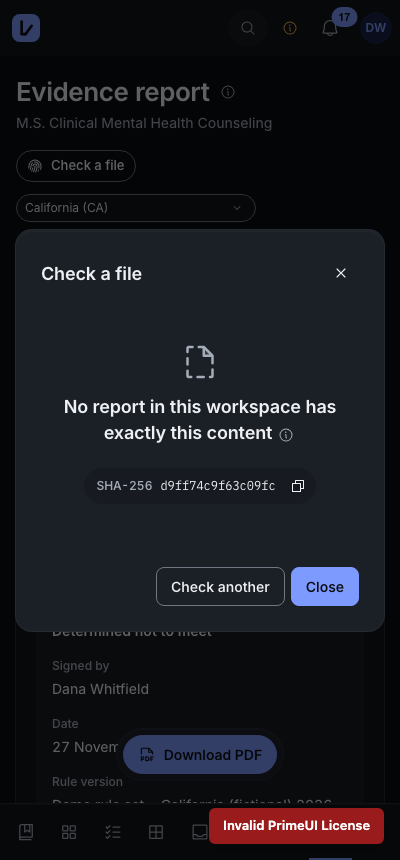 17
DW
Evidence report
M.S. Clinical Mental Health Counseling
Check a file
California (CA)
Check a file
No report in this workspace has
exactly this content
SHA-256 d9ff74c9f63c09fc
Check another
Close
Determined not to meet
Signed by
Dana Whitfield
Date
27 Novem
Download PDF
Rule version
Invalid PrimeUI License